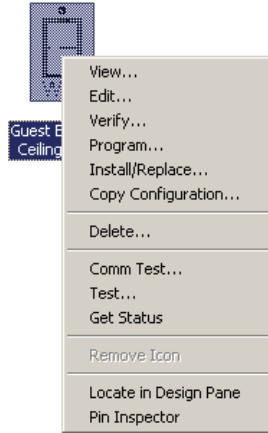 Guest
Ceiling
View...
Edit...
Verify...
Program...
Install/Replace...
Copy Configuration...
Delete...
Comm Test...
Test...
Get Status
Remove Icon
Locate in Design Pane
Pin Inspector